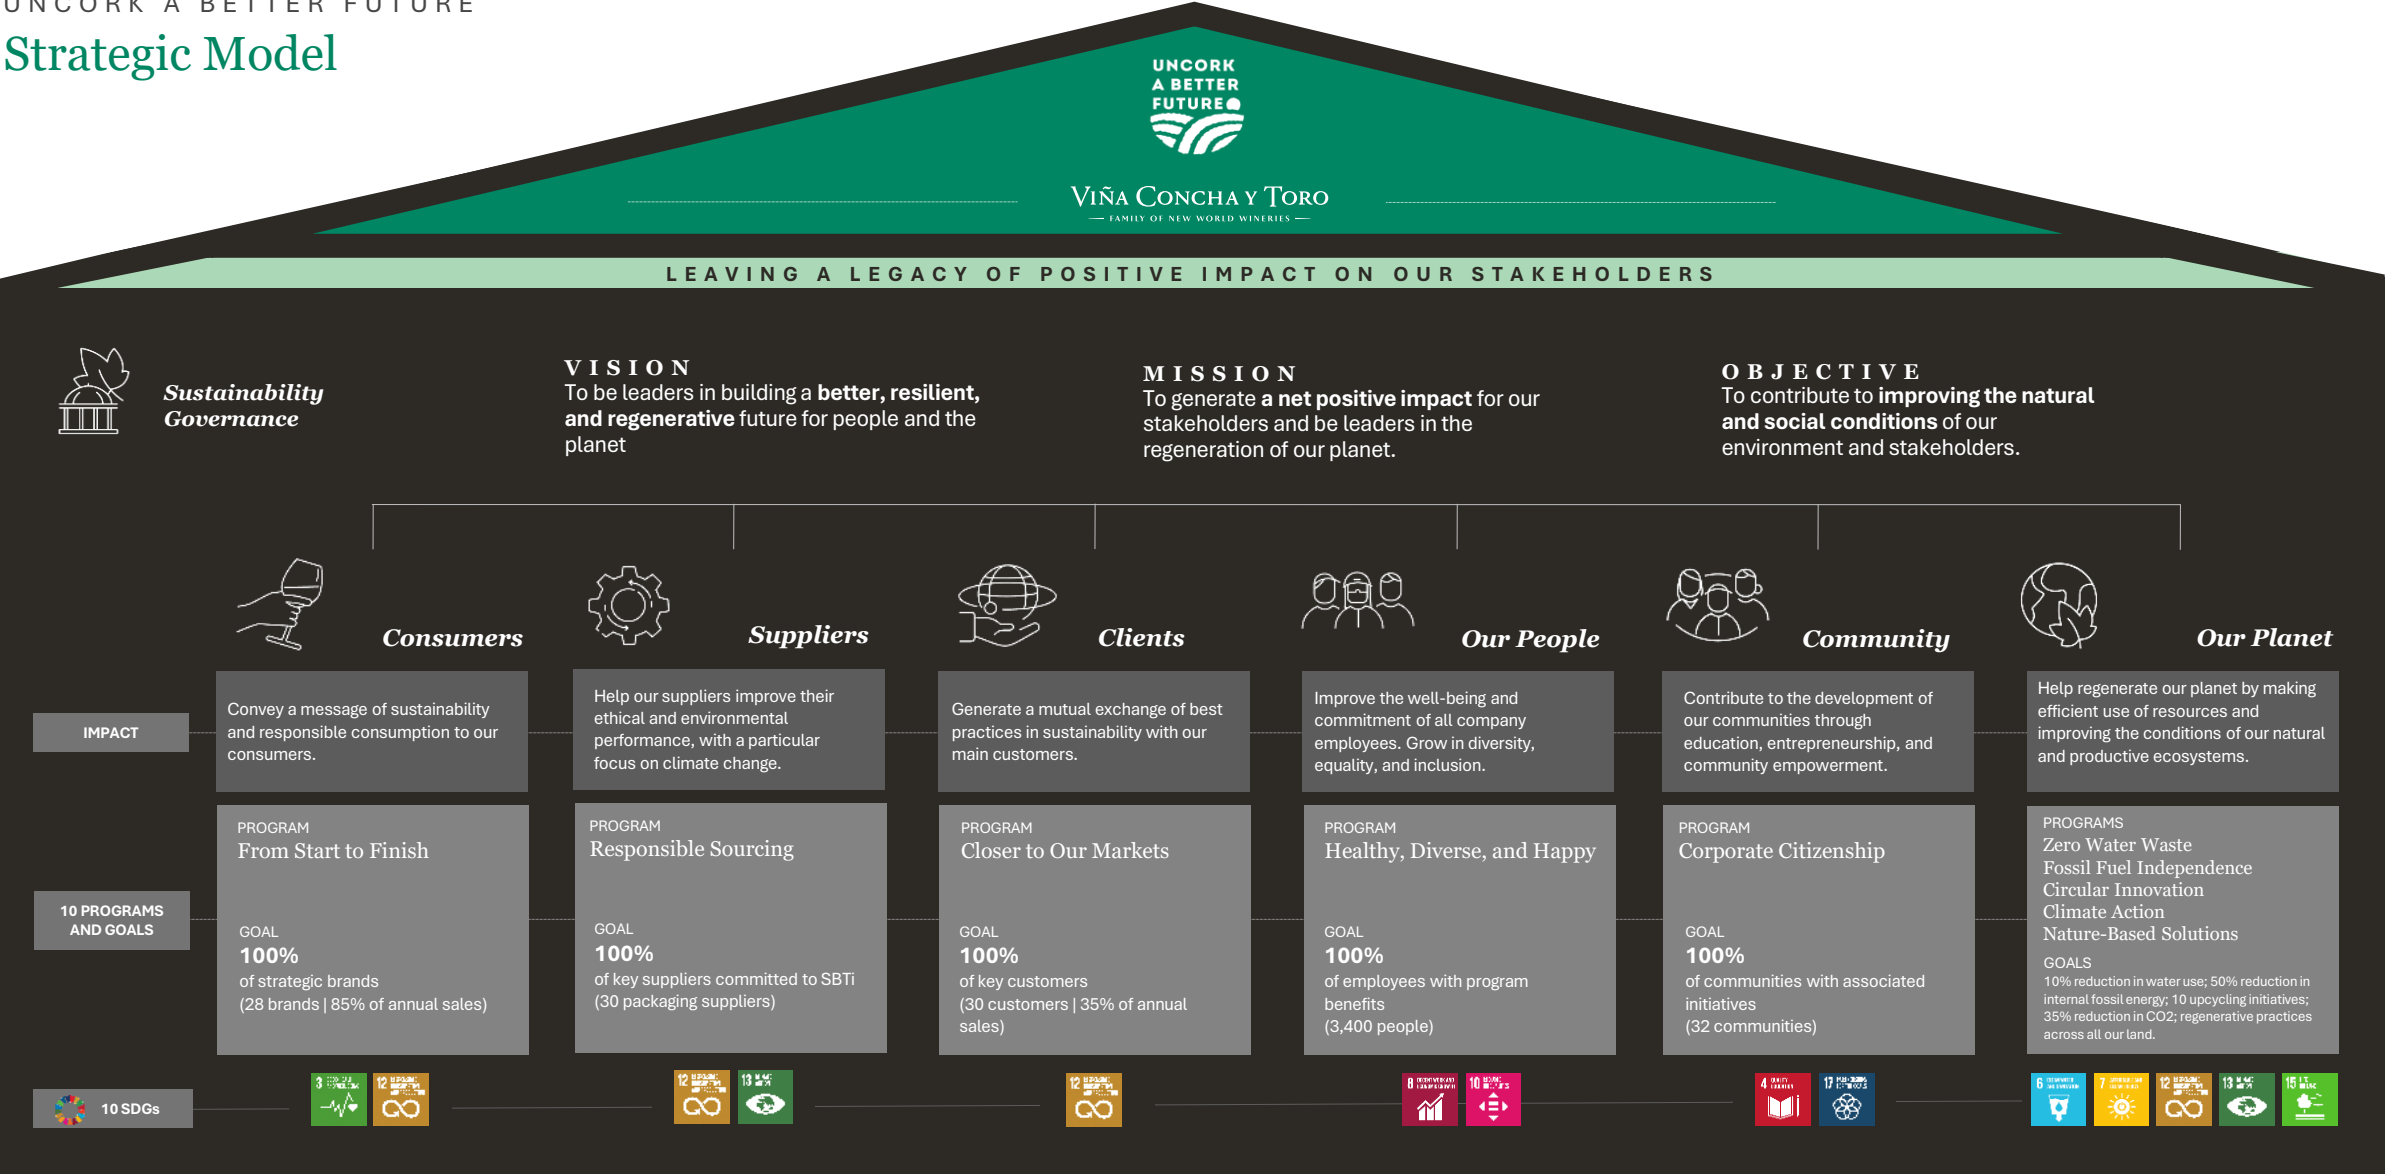 UNCORK A BETTER FUTURE
Strategic Model
UNCORK
A BETTER
FUTURE
VIÑA CONCHA Y TORO
FAMILY OF NEW WORLD WINERIES
LEAVING A LEGACY OF POSITIVE IMPACT ON OUR STAKEHOLDERS
Sustainability
Governance
VISION
To be leaders in building a better, resilient,
and regenerative future for people and the
planet
MISSION
To generate a net positive impact for our
stakeholders and be leaders in the
regeneration of our planet.
OBJECTIVE
To contribute to improving the natural
and social conditions of our
environment and stakeholders.
Consumers
Suppliers
Clients
Our People
Community
Our Planet
IMPACT
Convey a message of sustainability
and responsible consumption to our
consumers.
Help our suppliers improve their
ethical and environmental
performance, with a particular
focus on climate change.
Generate a mutual exchange of best
practices in sustainability with our
main customers.
Improve the well-being and
commitment of all company
employees. Grow in diversity,
equality, and inclusion.
Contribute to the development of
our communities through
education, entrepreneurship, and
community empowerment.
Help regenerate our planet by making
efficient use of resources and
improving the conditions of our natural
and productive ecosystems.
10 PROGRAMS
AND GOALS
PROGRAM
From Start to Finish
GOAL
100%
of strategic brands
(28 brands | 85% of annual sales)
PROGRAM
Responsible Sourcing
GOAL
100%
of key suppliers committed to SBTi
(30 packaging suppliers)
PROGRAM
Closer to Our Markets
GOAL
100%
of key customers
(30 customers | 35% of annual
sales)
PROGRAM
Healthy, Diverse, and Happy
GOAL
100%
of employees with program
benefits
(3,400 people)
PROGRAM
Corporate Citizenship
GOAL
100%
of communities with associated
initiatives
(32 communities)
PROGRAMS
Zero Water Waste
Fossil Fuel Independence
Circular Innovation
Climate Action
Nature-Based Solutions
GOALS
10% reduction in water use; 50% reduction in
internal fossil energy; 10 upcycling initiatives;
35% reduction in CO2; regenerative practices
across all our land.
10 SDGs
3
12
12
13
12
8
10
4 QUALITY
17
6
7
12
13
15